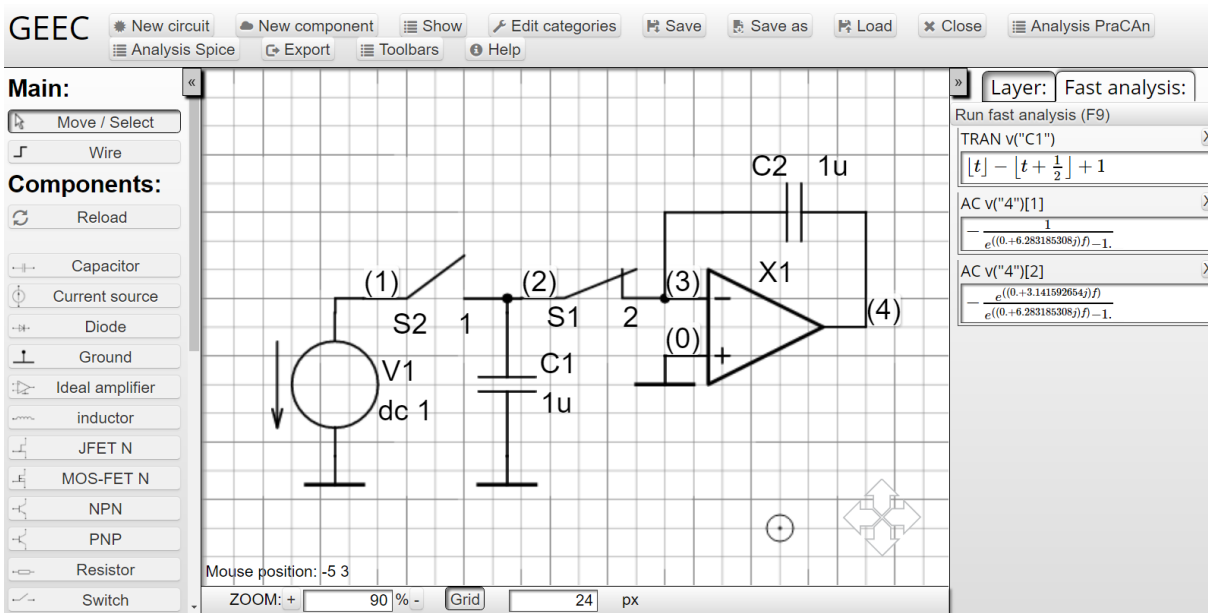 GEEC
New circuit New component Show Edit categories Save Save as Load Close Analysis PraCAn
Analysis Spice Export Toolbars Help
Main:
Move / Select
Wire
Components:
Reload
Capacitor
Current source
Diode
Ground
Ideal amplifier
inductor
JFET N
MOS-FET N
NPN
PNP
Resistor
Switch
«
C2 1u
X1
(1) (2) (3)
S2 1 S1 2 (4)
(0)
− +
V1
dc 1
C1
1u
Mouse position: -5 3
ZOOM: + 90 % - Grid 24 px
»
Layer: Fast analysis:
Run fast analysis (F9)
TRAN v("C1") X
⌊t⌋ − ⌊t + 1/2⌋ + 1
AC v("4")[1] X
− 1 / e^((0.+6.283185308j)f)−1.
AC v("4")[2] X
− e^((0.+3.141592654j)f) / e^((0.+6.283185308j)f)−1.